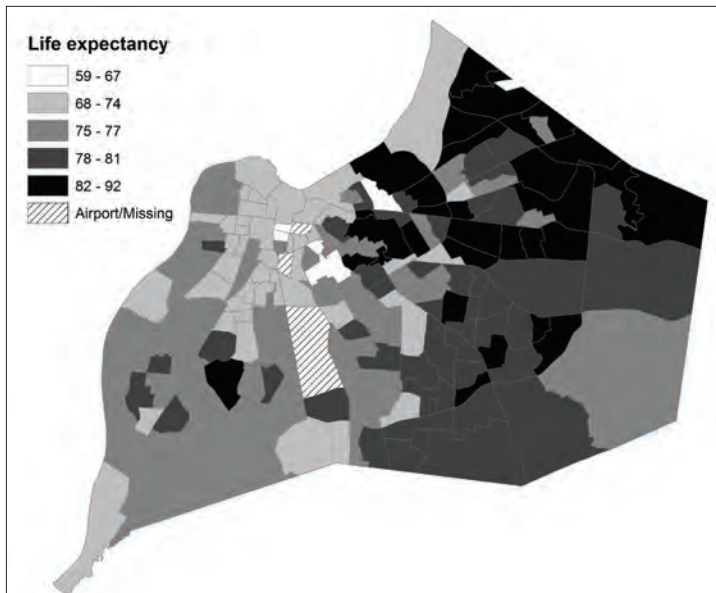 Life expectancy
59 - 67
68 - 74
75 - 77
78 - 81
82 - 92
Airport/Missing